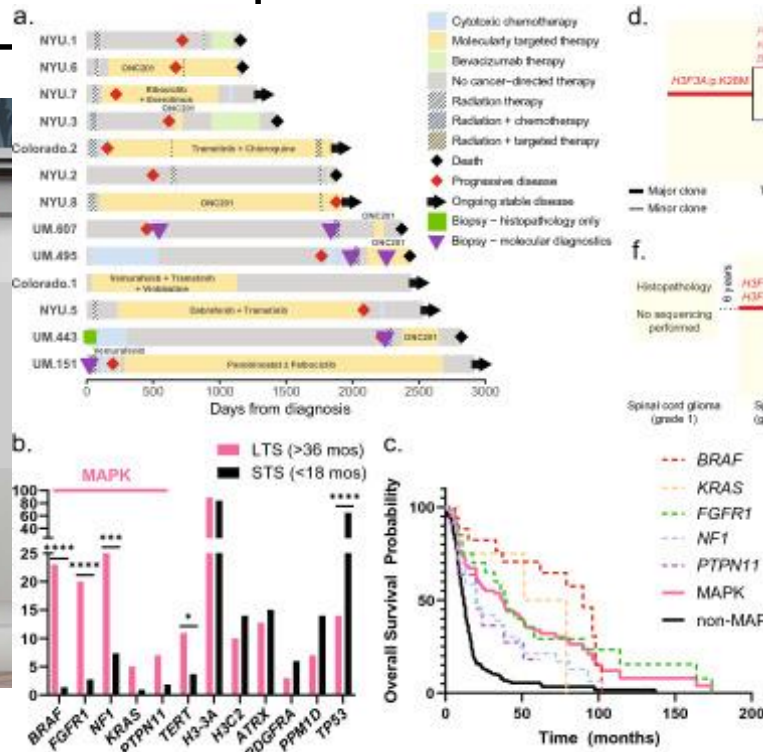 a.
NYU.1
NYU.6
NYU.7
NYU.3
Colorado.2
NYU.2
NYU.8
UM.607
UM.495
Colorado.1
NYU.5
UM.443
UM.151
ONC201
Ribociclib
+ Everolimus
ONC201
Trametinib + Chloroquine
ONC201
ONC201
ONC201
Vemurafenib + Trametinib
+ Vinblastine
Dabrafenib + Trametinib
ONC201
Vemurafenib
Panobinostat ± Palbociclib
0 500 1000 1500 2000 2500 3000
Days from diagnosis
Cytotoxic chemotherapy
Molecularly targeted therapy
Bevacizumab therapy
No cancer-directed therapy
Radiation therapy
Radiation + chemotherapy
Radiation + targeted therapy
Death
Progressive disease
Ongoing stable disease
Biopsy – histopathology only
Biopsy – molecular diagnostics
d.
Major clone
Minor clone
f.
Histopathology
No sequencing
performed
6 years
Spinal cord glioma
(grade 1)
b.
LTS (>36 mos)
STS (<18 mos)
MAPK
**** **** *** * ****
100
80
60
40
25
20
15
10
5
0
BRAF
FGFR1
NF1
KRAS
PTPN11
TERT
H3-3A
H3C2
ATRX
PDGFRA
PPM1D
TP53
c.
Overall Survival Probability
100
50
0
0 50 100 150 200
Time (months)
BRAF
KRAS
FGFR1
NF1
PTPN11
MAPK